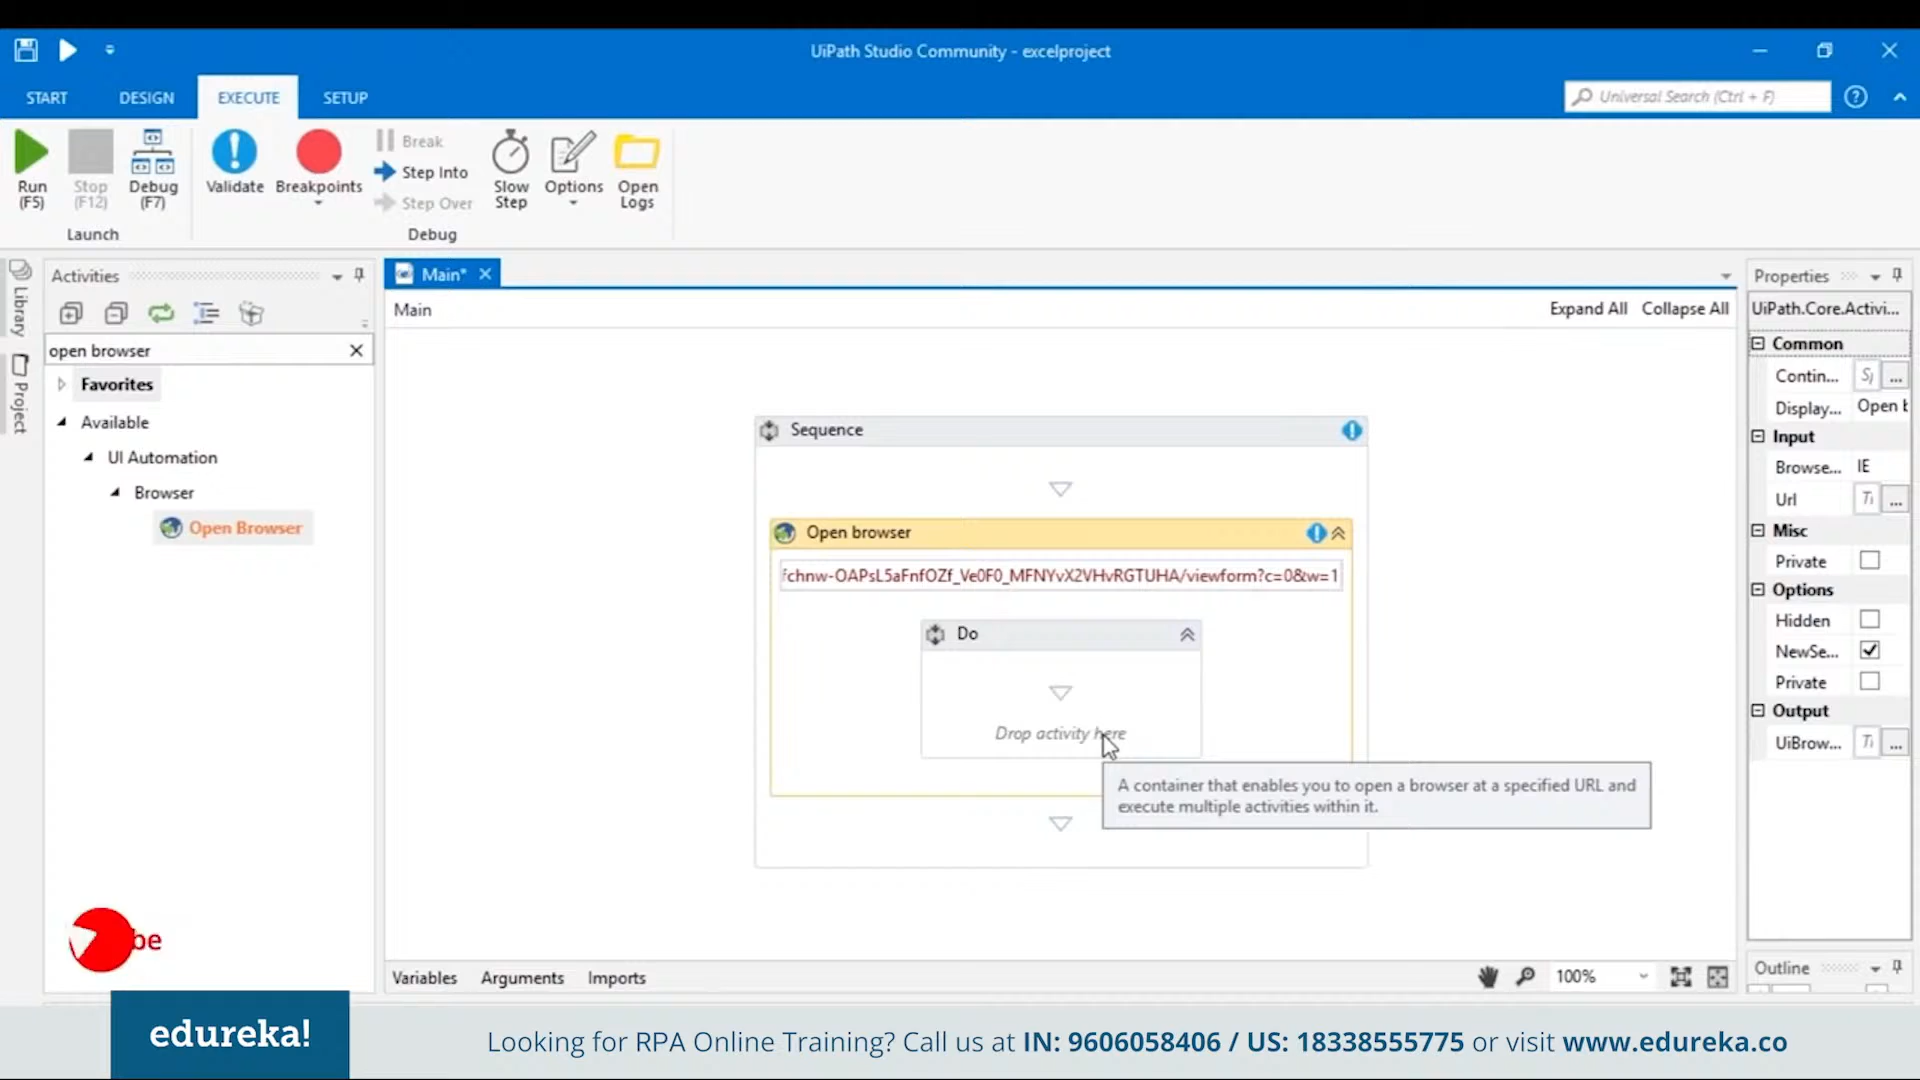 UiPath Studio Community - excelproject
START DESIGN EXECUTE SETUP
Universal Search (Ctrl + F)
Run
(F5)
Stop
(F12)
Debug
(F7)
Launch
Validate
Breakpoints
Break
Step Into
Step Over
Slow
Step
Options
Open
Logs
Debug
Library
Project
Activities
open browser
Favorites
Available
UI Automation
Browser
Open Browser
Main*
Main
Expand All Collapse All
Sequence
Open browser
fchnw-OAPsL5aFnfOZf_Ve0F0_MFNYvX2VHvRGTUHA/viewform?c=0&w=1
Do
Drop activity here
A container that enables you to open a browser at a specified URL and
execute multiple activities within it.
Variables Arguments Imports
100%
Properties
UiPath.Core.Activi...
Common
Contin...
Display... Open b
Input
Browse... IE
Url
Misc
Private
Options
Hidden
NewSe...
Private
Output
UiBrow...
Outline
be
edureka!
Looking for RPA Online Training? Call us at IN: 9606058406 / US: 18338555775 or visit www.edureka.co